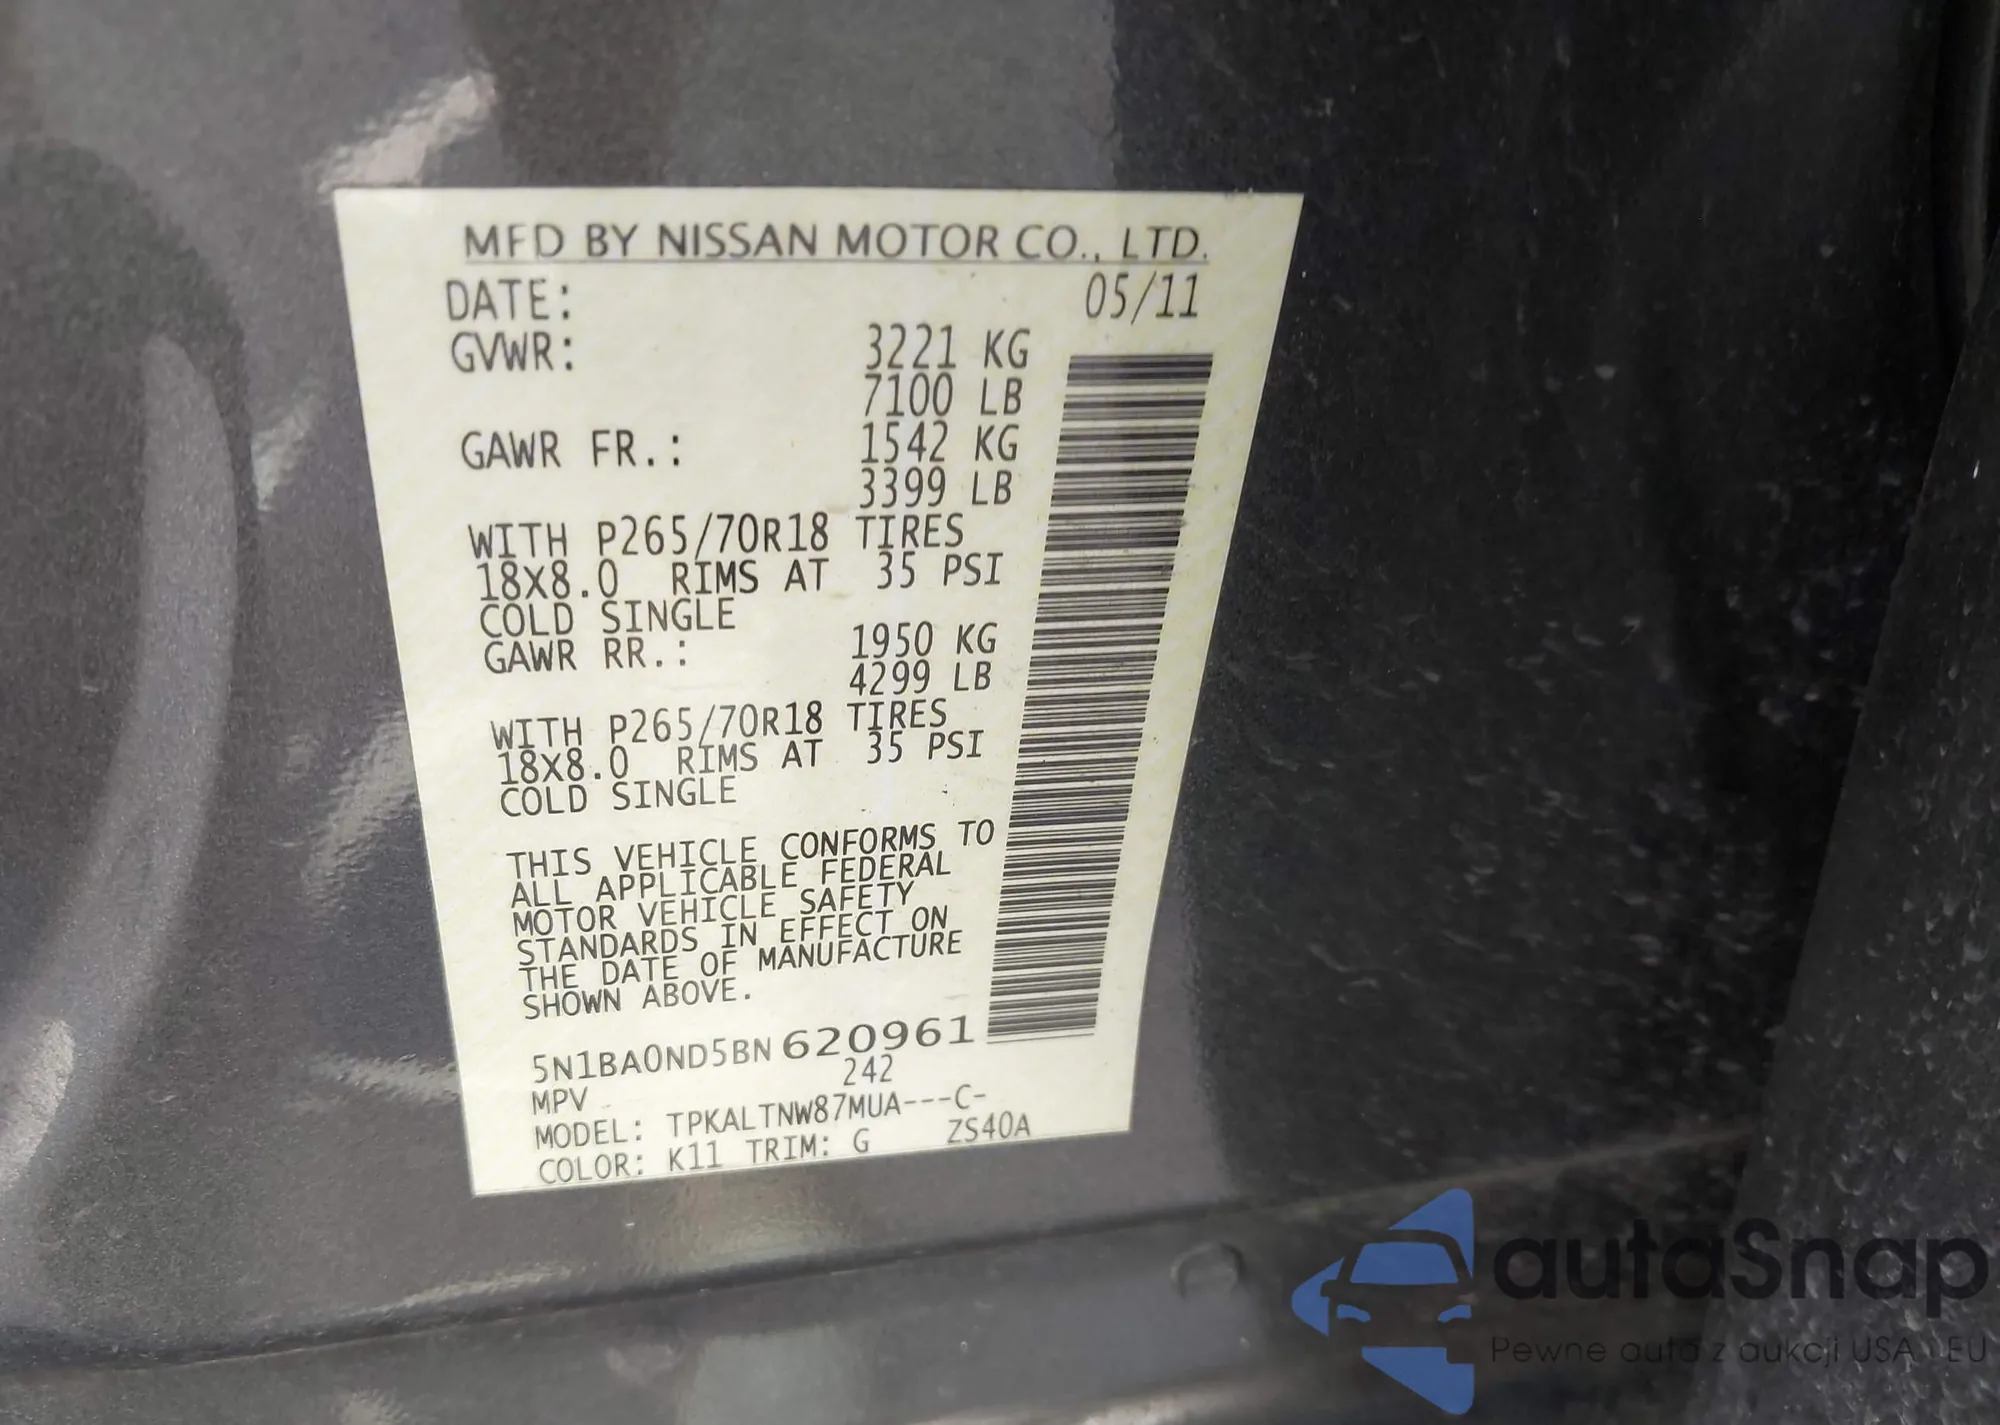 MFD BY NISSAN MOTOR CO., LTD.
DATE: 05/11
GVWR: 3221 KG
7100 LB
GAWR FR.: 1542 KG
3399 LB
WITH P265/70R18 TIRES
18X8.0 RIMS AT 35 PSI
COLD SINGLE
GAWR RR.: 1950 KG
4299 LB
WITH P265/70R18 TIRES
18X8.0 RIMS AT 35 PSI
COLD SINGLE
THIS VEHICLE CONFORMS TO
ALL APPLICABLE FEDERAL
MOTOR VEHICLE SAFETY
STANDARDS IN EFFECT ON
THE DATE OF MANUFACTURE
SHOWN ABOVE.
5N1BA0ND5BN620961
MPV 242
MODEL: TPKALTNW87MUA---C-
COLOR: K11 TRIM: G ZS40A
autaSnap
Pewne auta z aukcji USA i EU